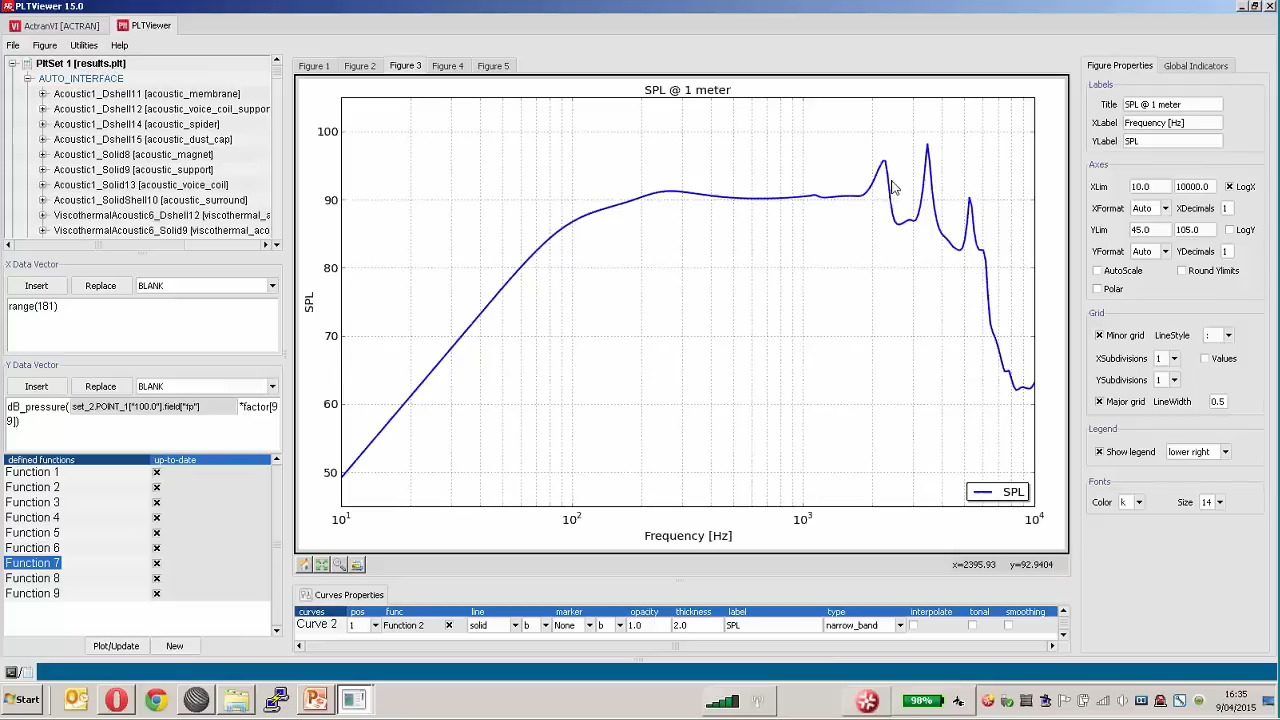 PLTViewer 15.0
ActranVI [ACTRAN]
PLTViewer
File Figure Utilities Help
PltSet 1 [results.plt]
AUTO_INTERFACE
Acoustic1_Dshell11 [acoustic_membrane]
Acoustic1_Dshell12 [acoustic_voice_coil_suppor
Acoustic1_Dshell14 [acoustic_spider]
Acoustic1_Dshell15 [acoustic_dust_cap]
Acoustic1_Solid8 [acoustic_magnet]
Acoustic1_Solid9 [acoustic_support]
Acoustic1_Solid13 [acoustic_voice_coil]
Acoustic1_SolidShell10 [acoustic_surround]
ViscothermalAcoustic6_Dshell12 [viscothermal_
ViscothermalAcoustic6_Solid9 [viscothermal_a
X Data Vector
Insert Replace BLANK
range(181)
Y Data Vector
Insert Replace BLANK
dB_pressure( set_2.POINT_1["100.0"].field["fp"] *factor[9
9])
defined functions up-to-date
Function 1
Function 2
Function 3
Function 4
Function 5
Function 6
Function 7
Function 8
Function 9
Plot/Update New
Figure 1 Figure 2 Figure 3 Figure 4 Figure 5
SPL @ 1 meter
100
90
80
70
60
50
SPL
SPL
10¹ 10² 10³ 10⁴
Frequency [Hz]
x=2395.93 y=92.9404
Curves Properties
curves pos func line marker opacity thickness label type interpolate tonal smoothing
Curve 2 1 Function 2 solid b None b 1.0 2.0 SPL narrow_band
Figure Properties Global Indicators
Labels
Title SPL @ 1 meter
XLabel Frequency [Hz]
YLabel SPL
Axes
XLim 10.0 10000.0 LogX
XFormat Auto XDecimals 1
YLim 45.0 105.0 LogY
YFormat Auto YDecimals 1
AutoScale Round Ylimits
Polar
Grid
Minor grid LineStyle :
XSubdivisions 1 Values
YSubdivisions 1
Major grid LineWidth 0.5
Legend
Show legend lower right
Fonts
Color k Size 14
Start
98%
16:35
9/04/2015